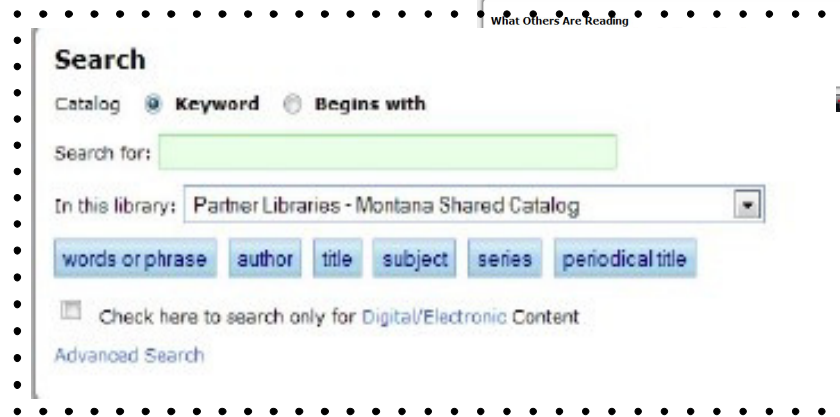 What Others Are Reading
Search
Catalog Keyword Begins with
Search for:
In this library: Partner Libraries - Montana Shared Catalog
words or phrase author title subject series periodical title
Check here to search only for Digital/Electronic Content
Advanced Search